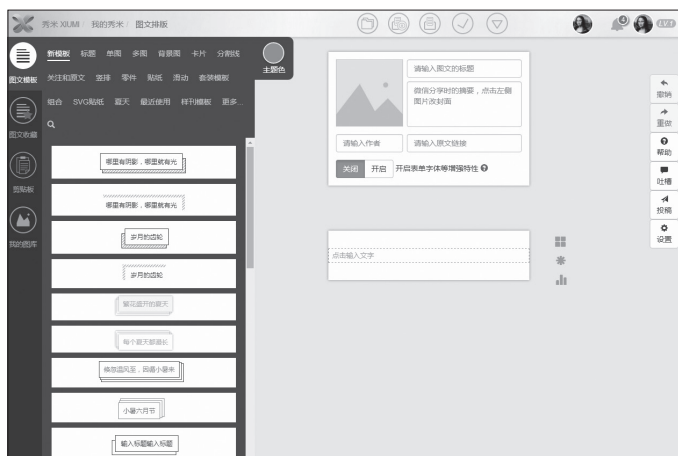 秀米 XIUMI / 我的秀米 / 图文排版
4
LV1
图文模板
图文收藏
剪贴板
我的图库
新模板 标题 单图 多图 背景图 卡片 分割线
主题色
关注和原文 竖排 零件 贴纸 滑动 套装模板
组合 SVG贴纸 夏天 最近使用 样刊模板 更多...
哪里有阴影，哪里就有光
哪里有阴影，哪里就有光
岁月的齿轮
岁月的齿轮
繁花盛开的夏天
每个夏天都最长
倏忽温风至，因循小暑来
小暑六月节
输入标题输入标题
请输入图文的标题
微信分享时的摘要，点击左侧
图片改封面
请输入作者
请输入原文链接
关闭 开启 开启表单字体等增强特性
点击输入文字
撤销
重做
帮助
吐槽
投稿
设置